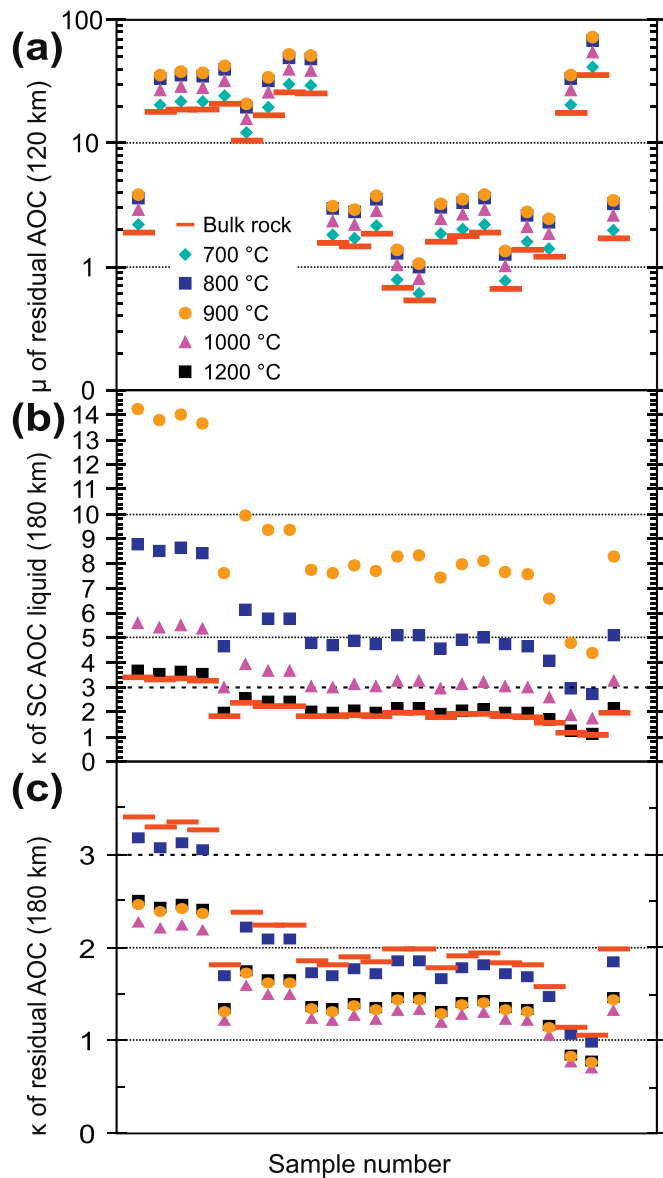 (a)
µ of residual AOC (120 km)
100
10
1
0
Bulk rock
700 °C
800 °C
900 °C
1000 °C
1200 °C
(b)
κ of SC AOC liquid (180 km)
14
13
12
11
10
9
8
7
6
5
4
3
2
1
0
(c)
κ of residual AOC (180 km)
3
2
1
0
Sample number